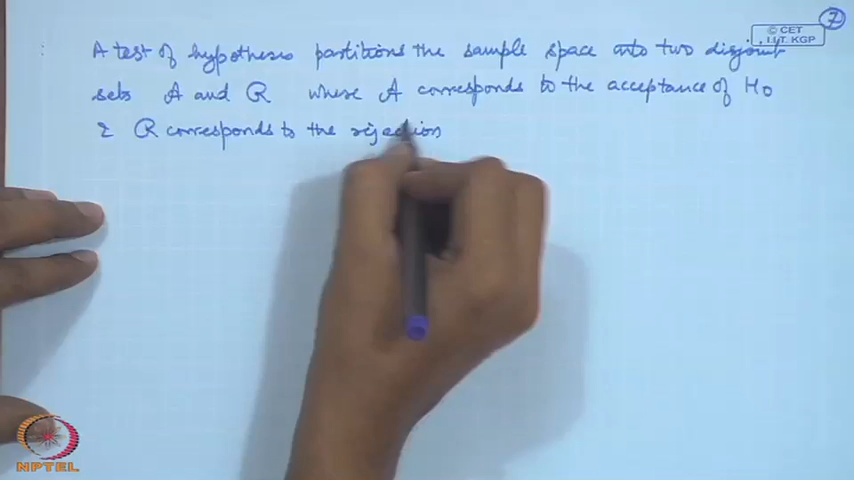 7
© CET
I.I.T. KGP
A test of hypothesis partitions the sample space into two disjoint
sets A and R where A corresponds to the acceptance of H0
& R corresponds to the rejection
NPTEL